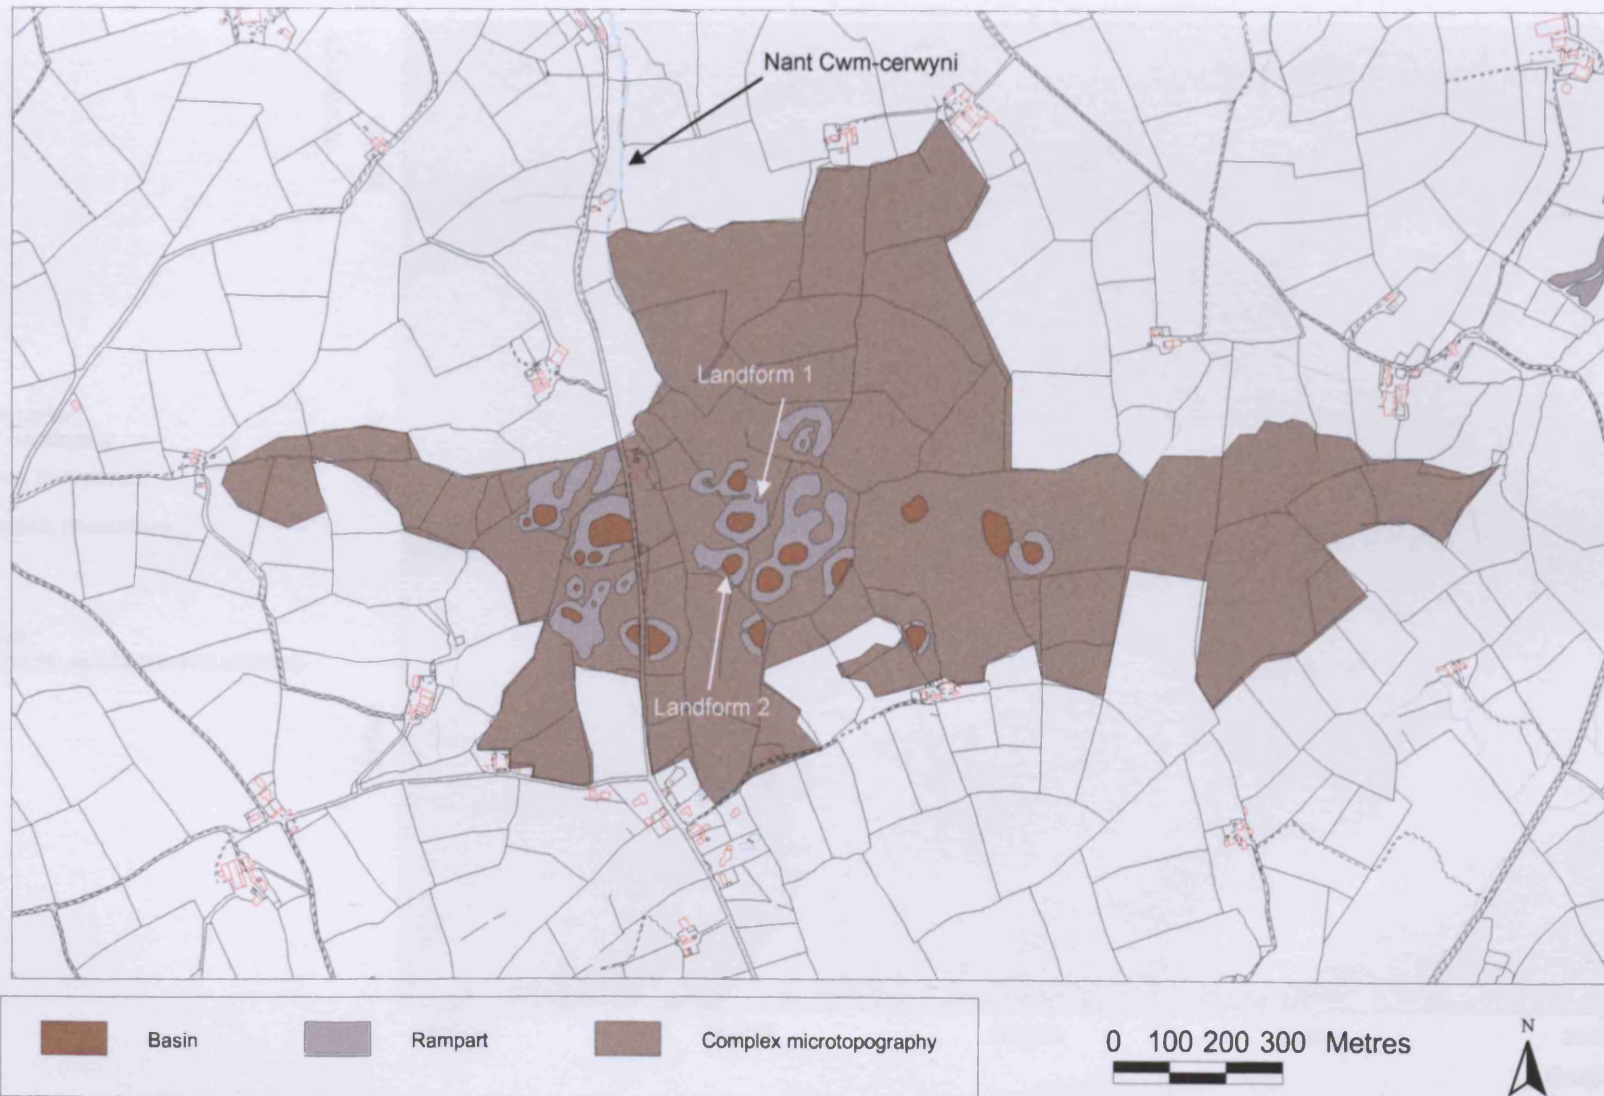 Nant Cwm-cerwyni
Landform 1
Landform 2
Basin
Rampart
Complex microtopography
0 100 200 300 Metres
N